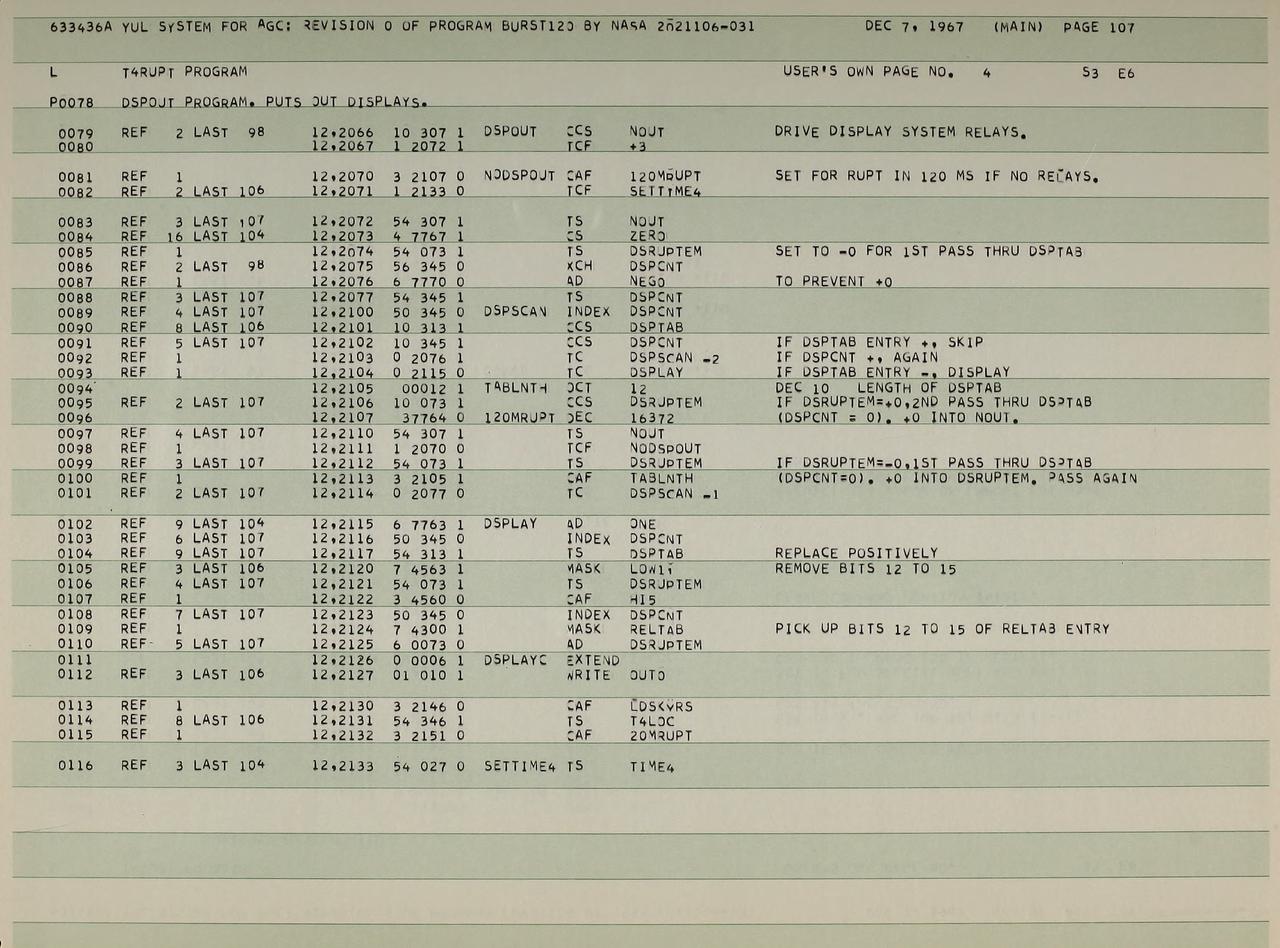 633436A YUL SYSTEM FOR AGC: REVISION 0 OF PROGRAM BURST120 BY NASA 2021106-031 DEC 7, 1967 (MAIN) PAGE 107
L T4RUPT PROGRAM USER'S OWN PAGE NO. 4 S3 E6
P0078 DSPOUT PROGRAM. PUTS OUT DISPLAYS.
0079 REF 2 LAST 98 12,2066 10 307 1 DSPOUT CCS NOUT DRIVE DISPLAY SYSTEM RELAYS.
0080 12,2067 1 2072 1 TCF +3
0081 REF 1 12,2070 3 2107 0 NODSPOUT CAF 120MRUPT SET FOR RUPT IN 120 MS IF NO RELAYS.
0082 REF 2 LAST 106 12,2071 1 2133 0 TCF SETTIME4
0083 REF 3 LAST 107 12,2072 54 307 1 TS NOUT
0084 REF 16 LAST 104 12,2073 4 7767 1 CS ZERO
0085 REF 1 12,2074 54 073 1 TS DSRUPTEM SET TO -0 FOR 1ST PASS THRU DSPTAB
0086 REF 2 LAST 98 12,2075 56 345 0 XCH DSPCNT
0087 REF 1 12,2076 6 7770 0 AD NEG0 TO PREVENT +0
0088 REF 3 LAST 107 12,2077 54 345 1 TS DSPCNT
0089 REF 4 LAST 107 12,2100 50 345 0 DSPSCAN INDEX DSPCNT
0090 REF 8 LAST 106 12,2101 10 313 1 CCS DSPTAB
0091 REF 5 LAST 107 12,2102 10 345 1 CCS DSPCNT IF DSPTAB ENTRY +, SKIP
0092 REF 1 12,2103 0 2076 1 TC DSPSCAN -2 IF DSPCNT +, AGAIN
0093 REF 1 12,2104 0 2115 0 TC DSPLAY IF DSPTAB ENTRY -, DISPLAY
0094 12,2105 00012 1 TABLNTH OCT 12 DEC 10 LENGTH OF DSPTAB
0095 REF 2 LAST 107 12,2106 10 073 1 CCS DSRUPTEM IF DSRUPTEM=+0,2ND PASS THRU DSPTAB
0096 12,2107 37764 0 120MRUPT DEC 16372 (DSPCNT = 0). +0 INTO NOUT.
0097 REF 4 LAST 107 12,2110 54 307 1 TS NOUT
0098 REF 1 12,2111 1 2070 0 TCF NODSPOUT
0099 REF 3 LAST 107 12,2112 54 073 1 TS DSRUPTEM IF DSRUPTEM=-0,1ST PASS THRU DSPTAB
0100 REF 1 12,2113 3 2105 0 CAF TABLNTH (DSPCNT=0). +0 INTO DSRUPTEM. PASS AGAIN
0101 REF 2 LAST 107 12,2114 0 2077 0 TC DSPSCAN -1
0102 REF 9 LAST 104 12,2115 6 7763 1 DSPLAY AD ONE
0103 REF 6 LAST 107 12,2116 50 345 0 INDEX DSPCNT
0104 REF 9 LAST 107 12,2117 54 313 1 TS DSPTAB REPLACE POSITIVELY
0105 REF 3 LAST 106 12,2120 7 4563 1 MASK LOW11 REMOVE BITS 12 TO 15
0106 REF 4 LAST 107 12,2121 54 073 1 TS DSRUPTEM
0107 REF 1 12,2122 3 4560 0 CAF HI5
0108 REF 7 LAST 107 12,2123 50 345 0 INDEX DSPCNT
0109 REF 1 12,2124 7 4300 1 MASK RELTAB PICK UP BITS 12 TO 15 OF RELTAB ENTRY
0110 REF 5 LAST 107 12,2125 6 0073 0 AD DSRUPTEM
0111 12,2126 0 0006 1 DSPLAYC EXTEND
0112 REF 3 LAST 106 12,2127 01 010 1 WRITE OUT0
0113 REF 1 12,2130 3 2146 0 CAF CDSKVRS
0114 REF 8 LAST 106 12,2131 54 346 1 TS T4LOC
0115 REF 1 12,2132 3 2151 0 CAF 20MRUPT
0116 REF 3 LAST 104 12,2133 54 027 0 SETTIME4 TS TIME4